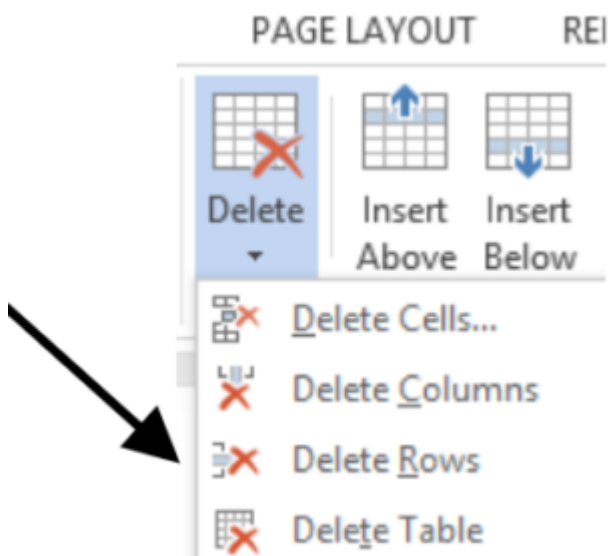 PAGE LAYOUT
Delete
Insert Above
Insert Below
Delete Cells...
Delete Columns
Delete Rows
Delete Table